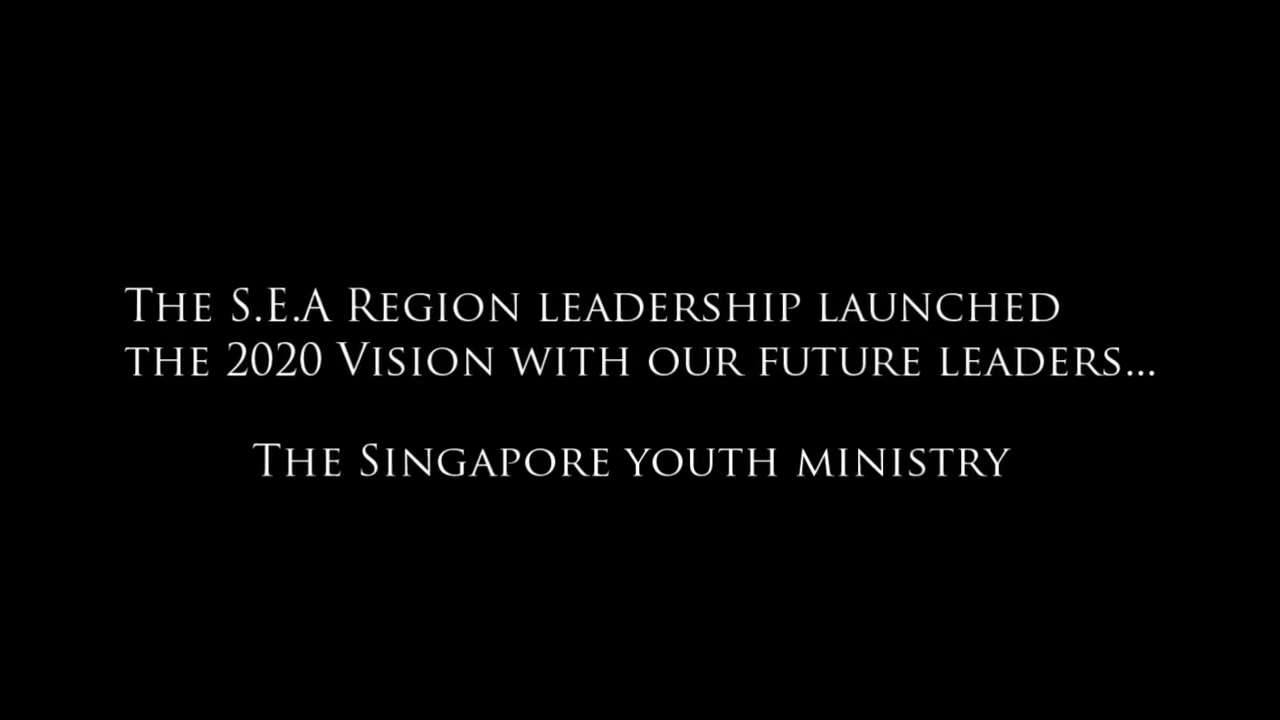 The S.E.A Region leadership launched
the 2020 Vision with our future leaders...
The Singapore youth ministry